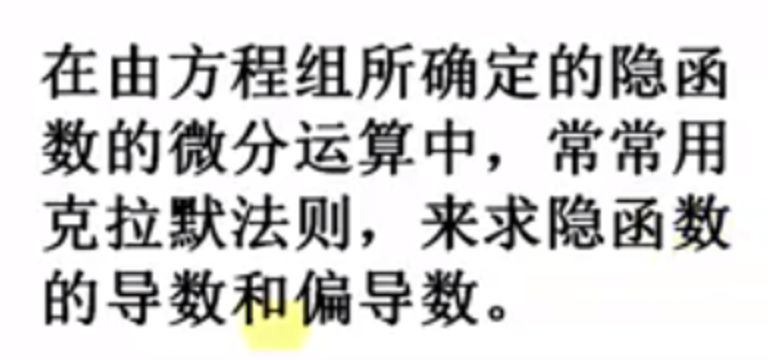 在由方程组所确定的隐函
数的微分运算中，常常用
克拉默法则，来求隐函数
的导数和偏导数。